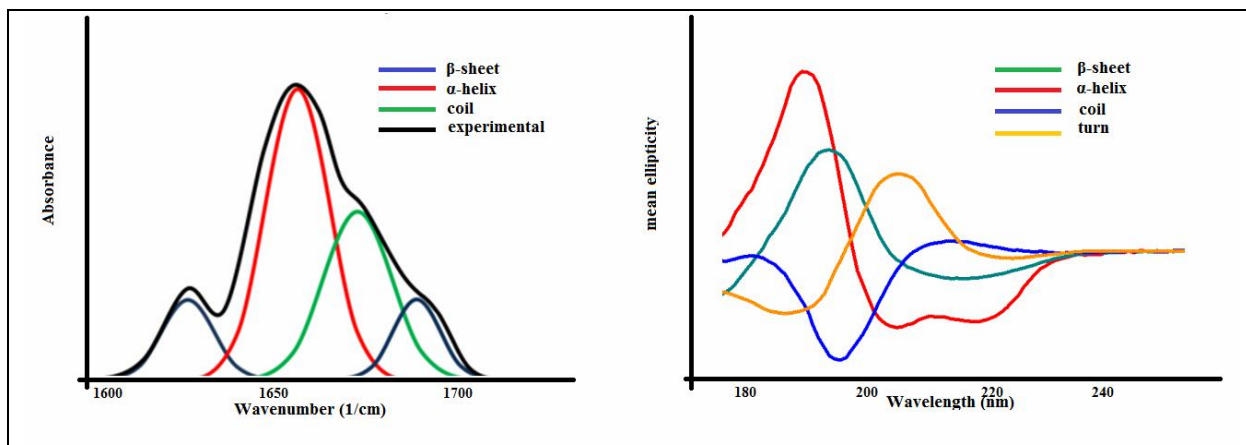 Absorbance
β-sheet
α-helix
coil
experimental
1600
1650
1700
Wavenumber (1/cm)
mean ellipticity
β-sheet
α-helix
coil
turn
180
200
220
240
Wavelength (nm)